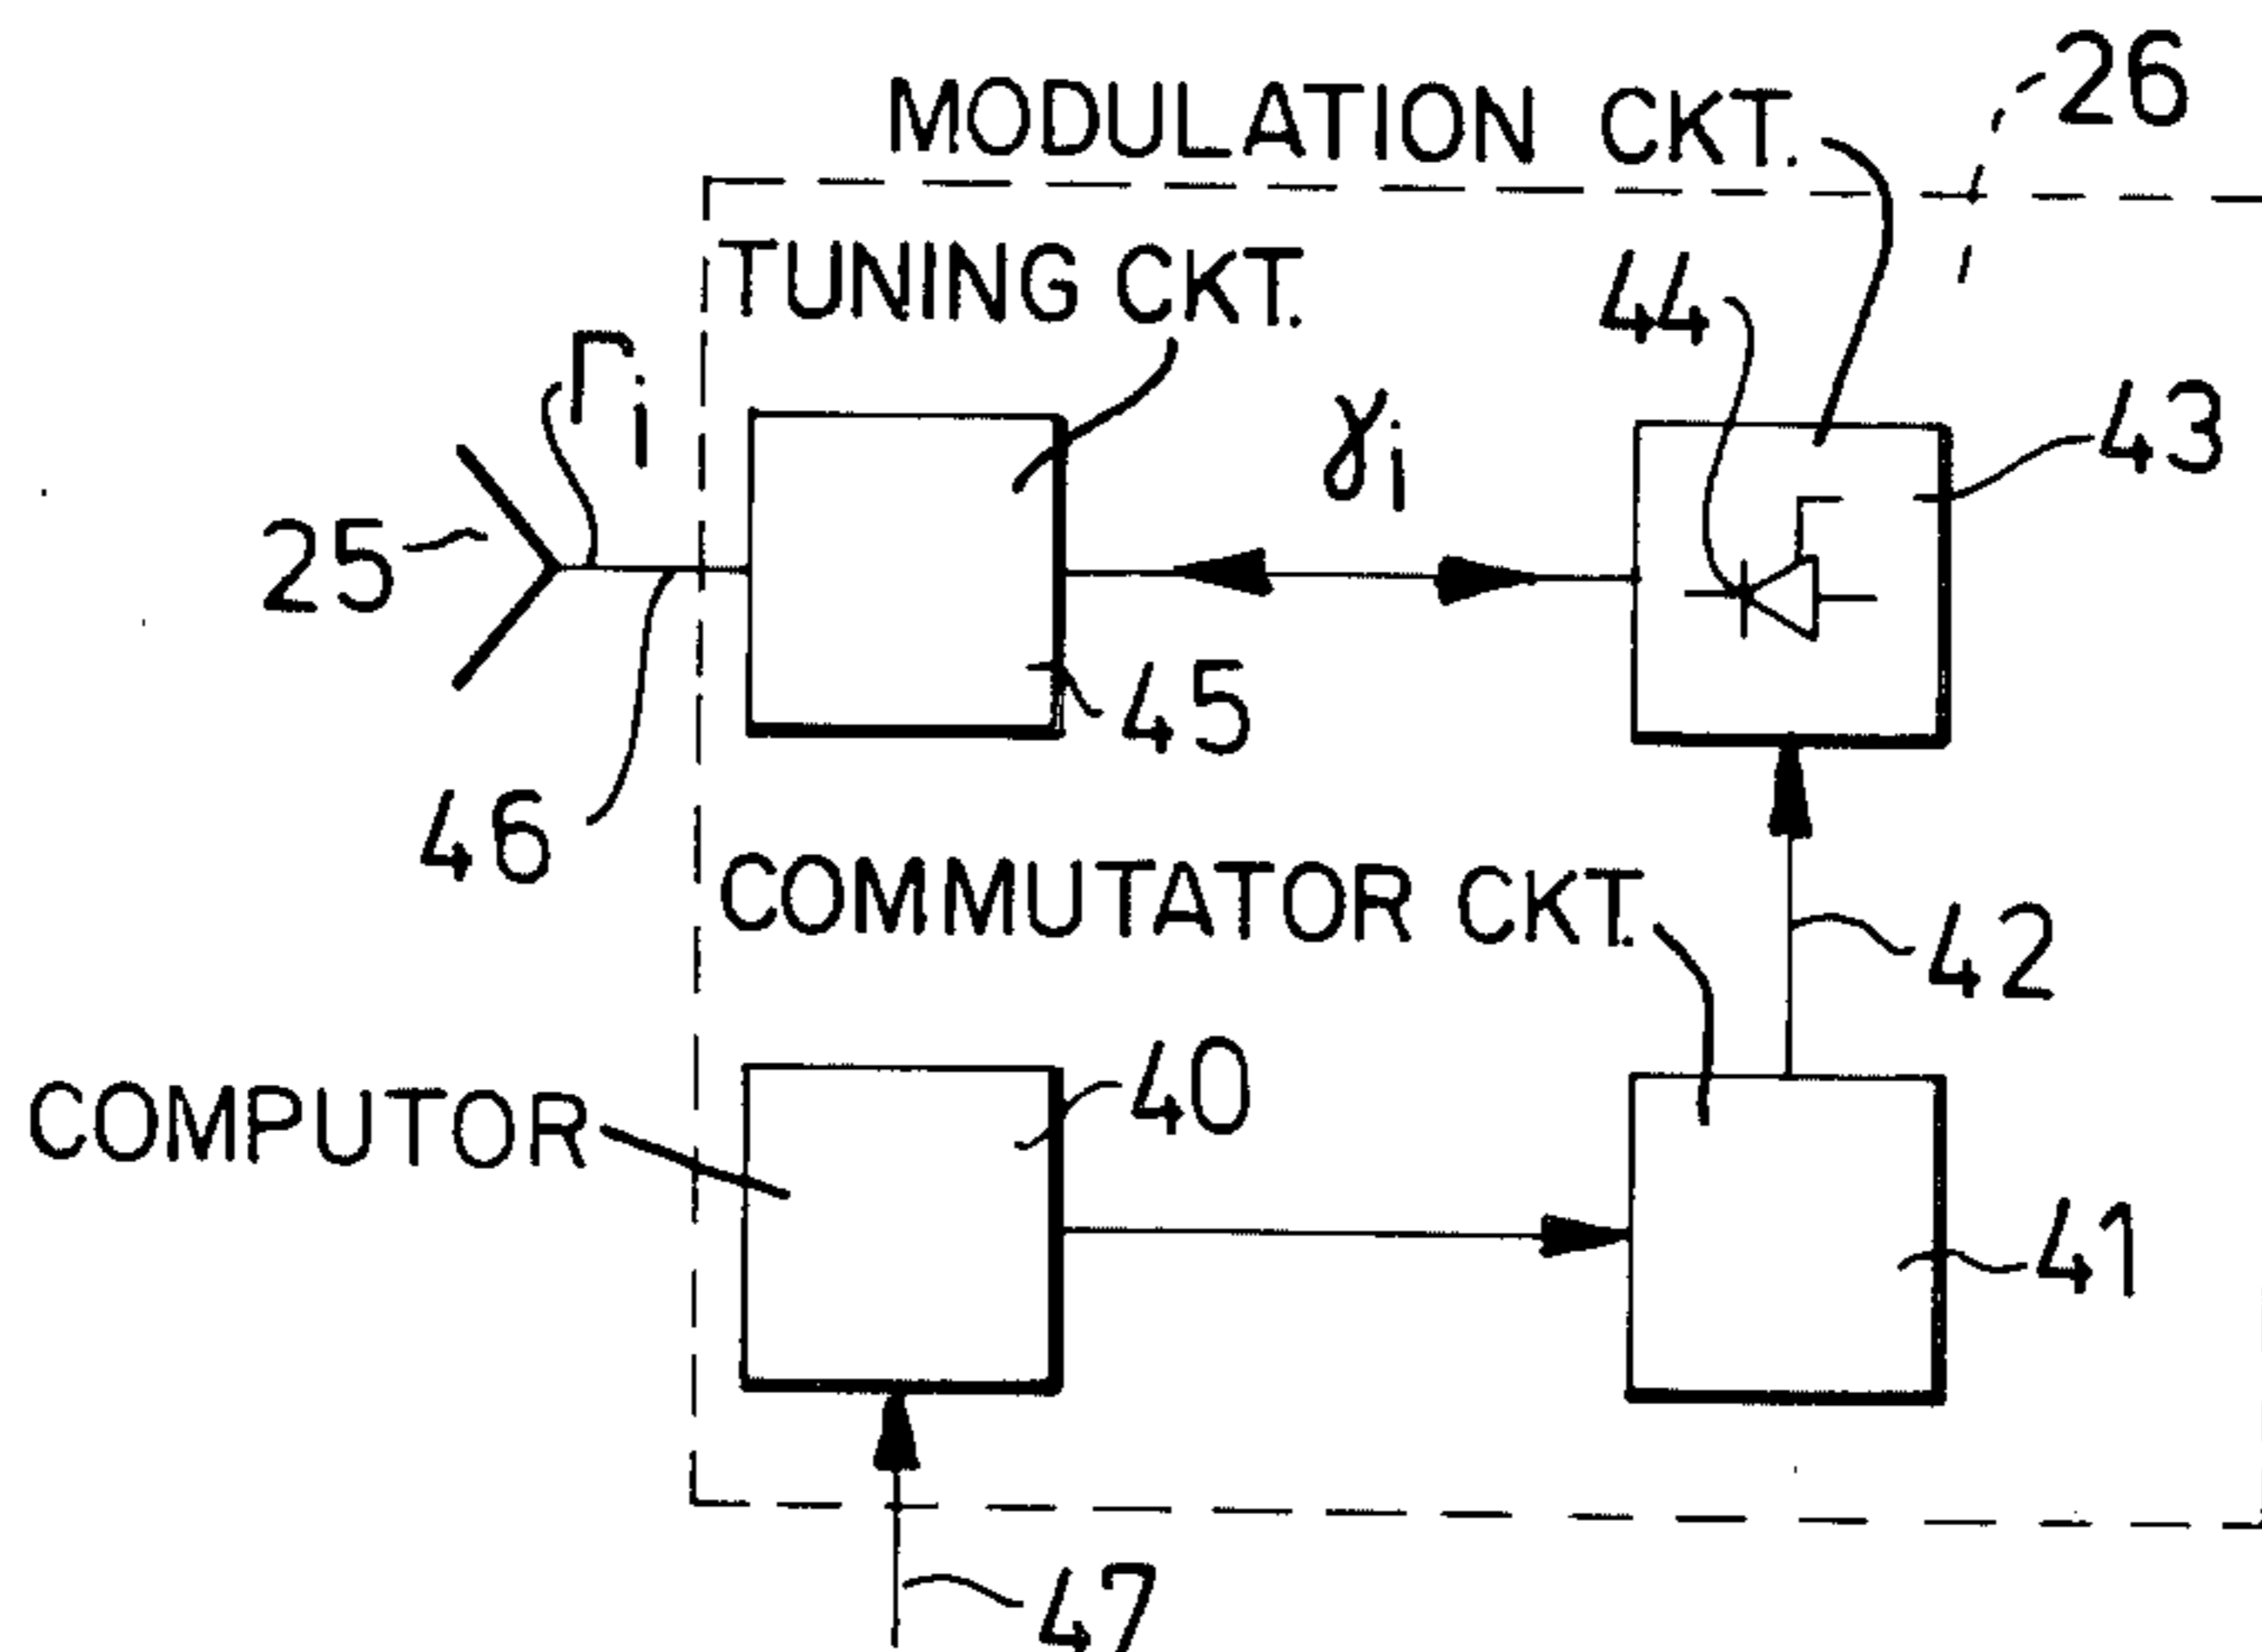 26
MODULATION CKT.
TUNING CKT.
44
Γi
γi
43
25
45
46
COMMUTATOR CKT.
42
40
COMPUTOR
41
47